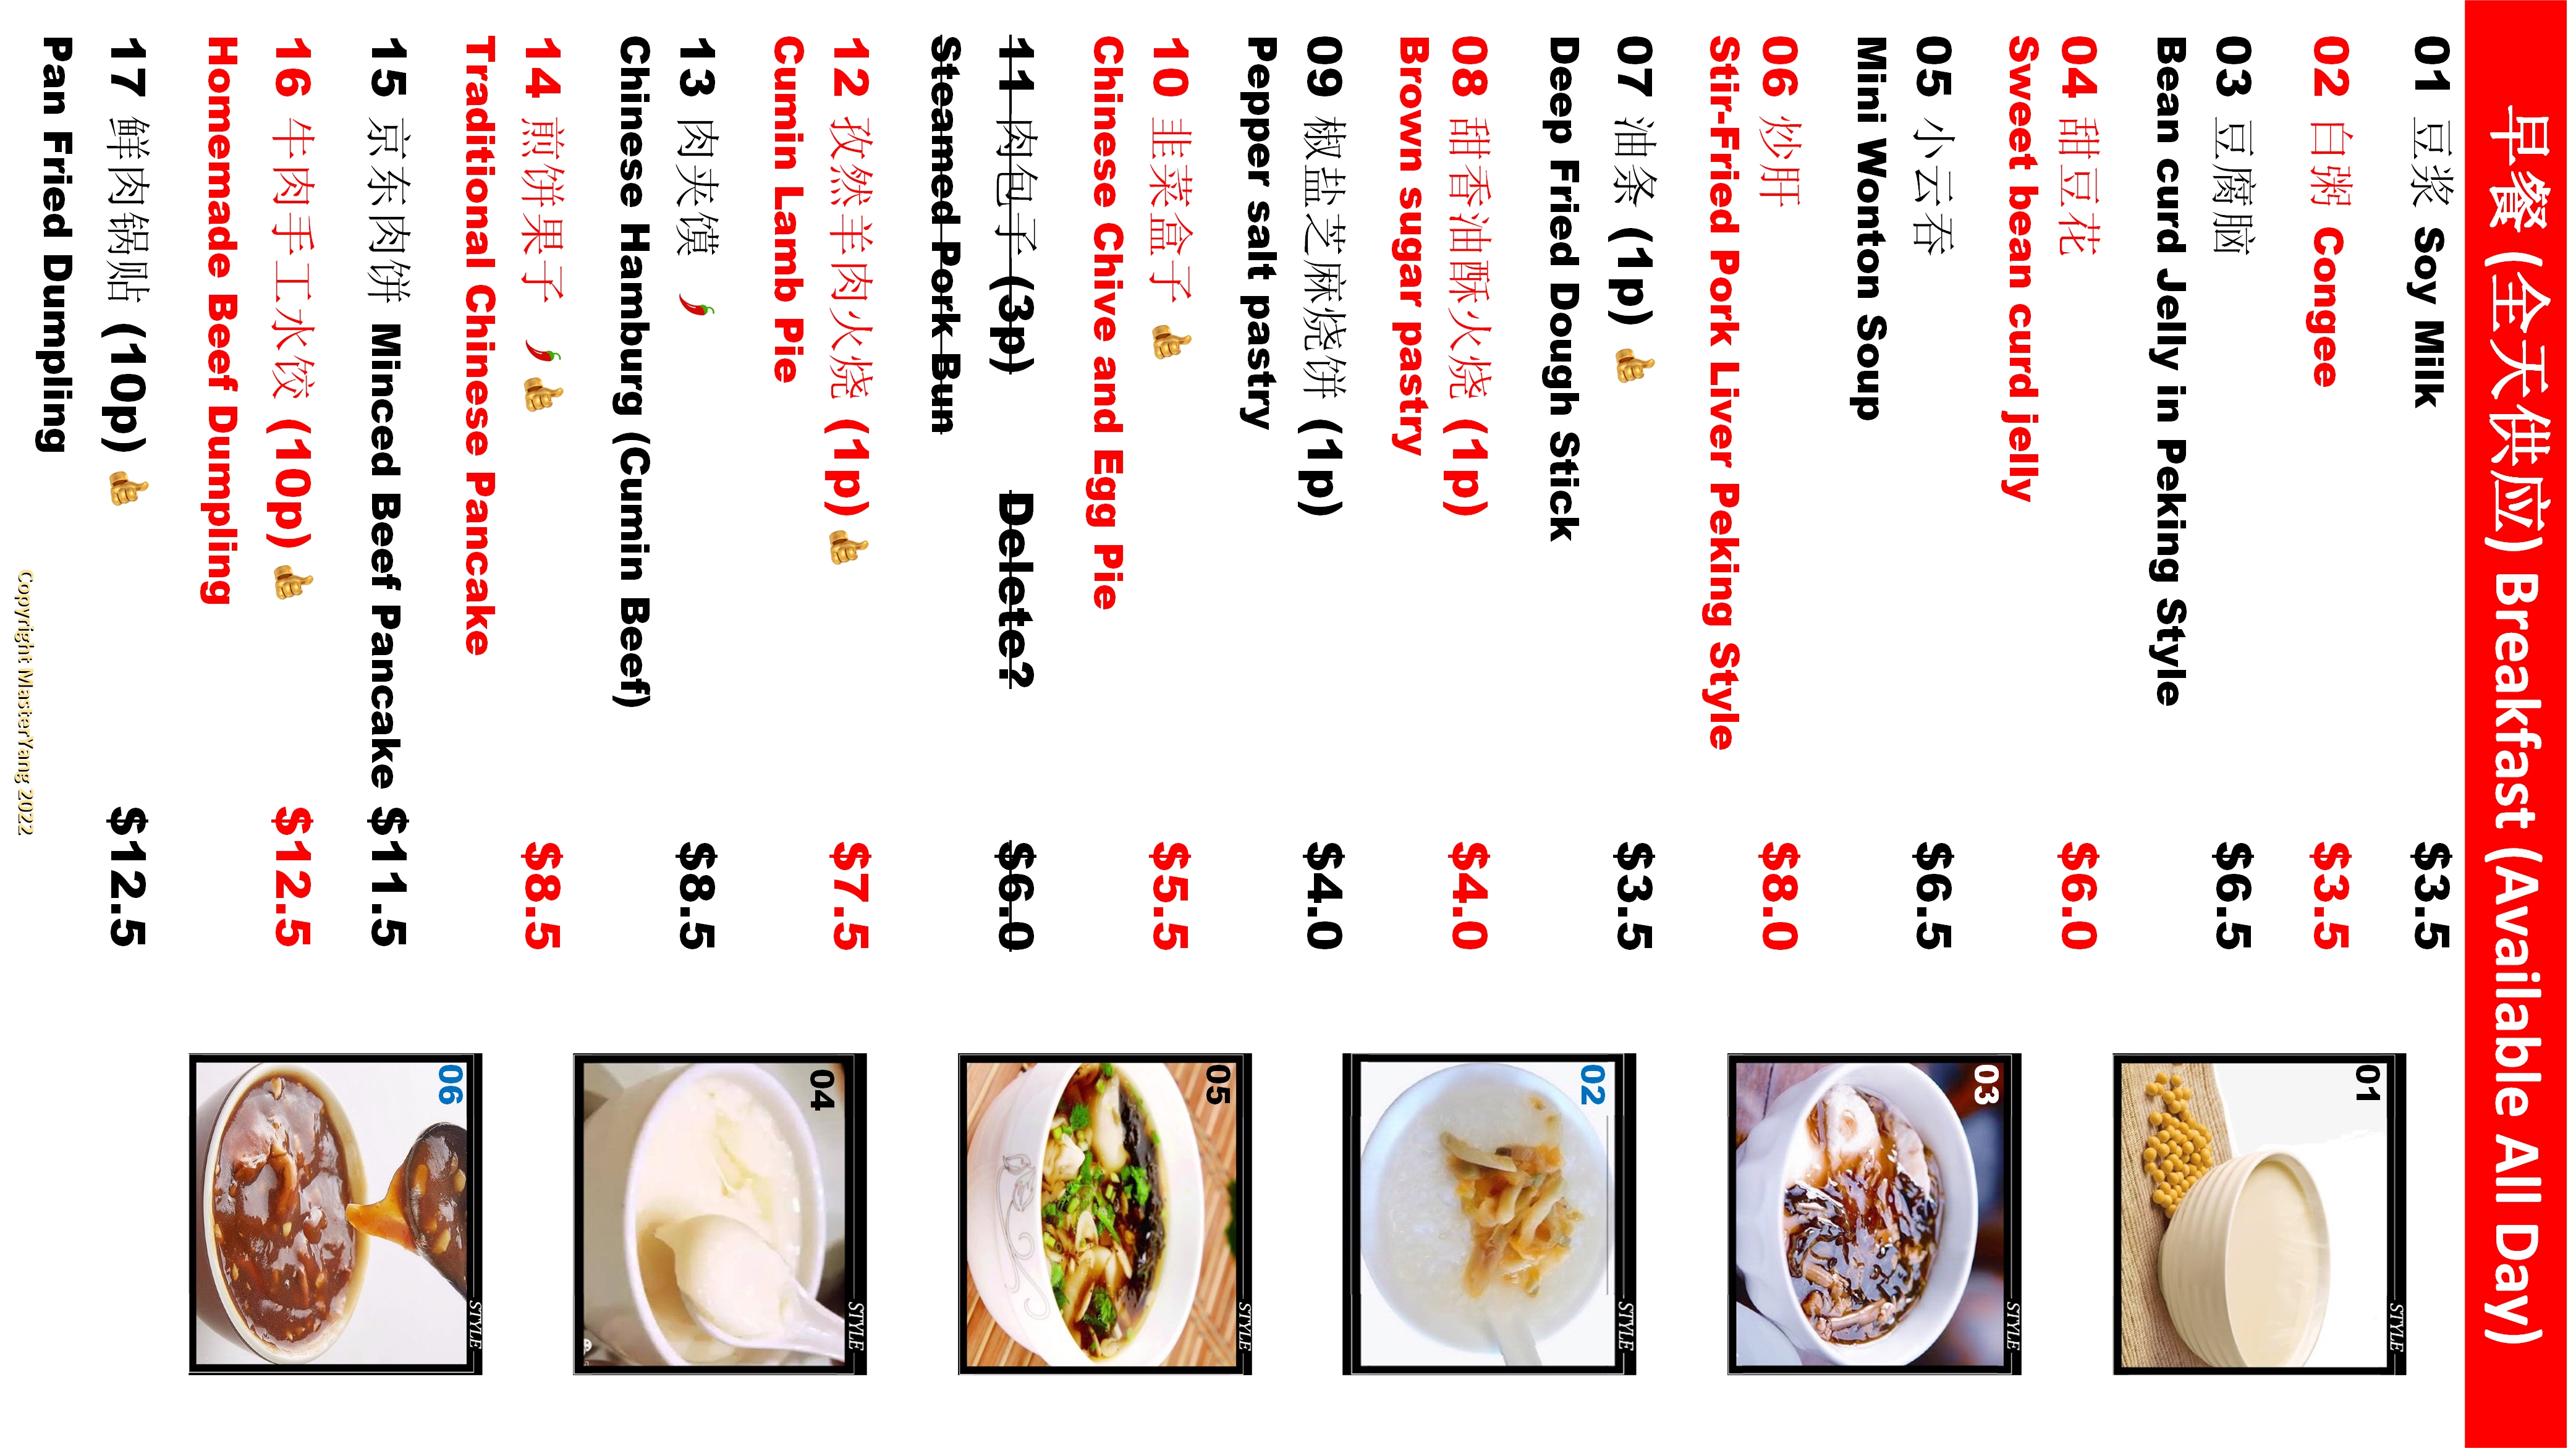 早餐 (全天供应) Breakfast (Available All Day)
01 豆浆 Soy Milk $3.5
02 白粥 Congee $3.5
03 豆腐脑 $6.5
Bean curd Jelly in Peking Style
04 甜豆花 $6.0
Sweet bean curd jelly
05 小云吞 $6.5
Mini Wonton Soup
06 炒肝 $8.0
Stir-Fried Pork Liver Peking Style
07 油条 (1p) $3.5
Deep Fried Dough Stick
08 甜香油酥火烧 (1p) $4.0
Brown sugar pastry
09 椒盐芝麻烧饼 (1p) $4.0
Pepper salt pastry
10 韭菜盒子 $5.5
Chinese Chive and Egg Pie
11 肉包子 (3p) Delete? $6.0
Steamed Pork Bun
12 孜然羊肉火烧 (1p) $7.5
Cumin Lamb Pie
13 肉夹馍 $8.5
Chinese Hamburg (Cumin Beef)
14 煎饼果子 $8.5
Traditional Chinese Pancake
15 京东肉饼 Minced Beef Pancake $11.5
16 牛肉手工水饺 (10p) $12.5
Homemade Beef Dumpling
17 鲜肉锅贴 (10p) $12.5
Pan Fried Dumpling
Copyright MasterYang 2022
01
STYLE
03
STYLE
02
STYLE
05
STYLE
04
STYLE
06
STYLE